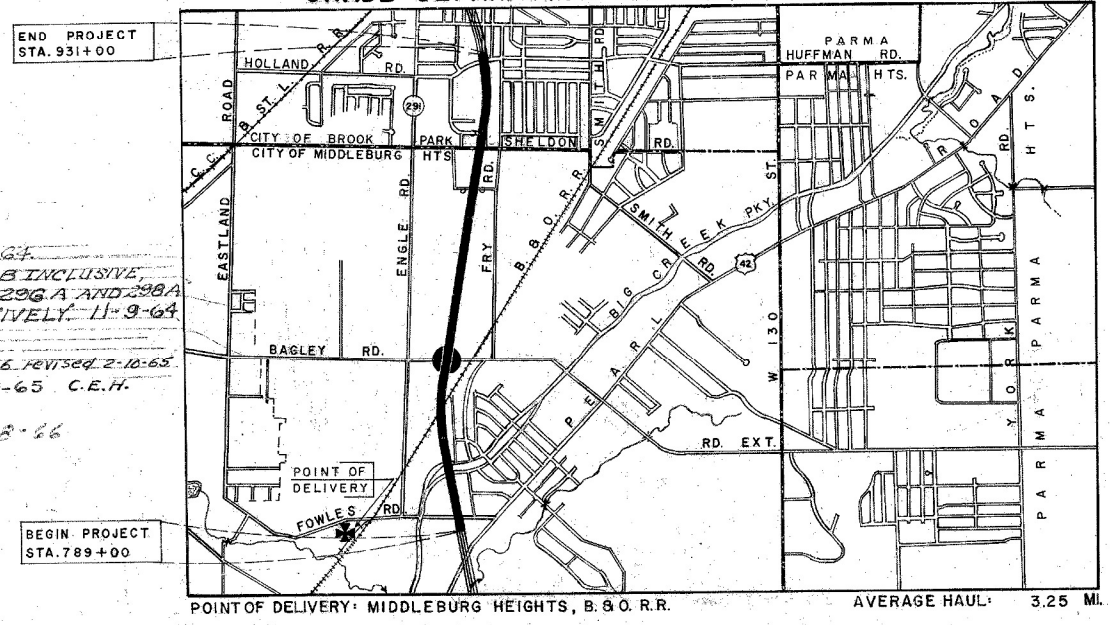 END PROJECT
STA. 931+00
HOLLAND RD.
ROAD
B ST. L. R. R.
C. C.
291
SMITH RD
PARMA
HUFFMAN RD.
PARMA HTS.
CITY OF BROOK PARK
CITY OF MIDDLEBURG HTS
SHELDON RD.
EASTLAND
ENGLE RD.
FRY RD.
B. & O. R. R.
SMITH RD.
BIG CREEK PKY.
42
W 130 ST.
PEARL ROAD
YORK RD
PARMA PARMA HTS.
64.
B INCLUSIVE,
296 A AND 298A
11-9-64
BAGLEY RD.
6 revised 2-10-65
-65 C.E.H.
8-66
RD. EXT.
POINT OF
DELIVERY
FOWLES RD
BEGIN PROJECT
STA. 789+00
POINT OF DELIVERY: MIDDLEBURG HEIGHTS, B. & O. R.R.
AVERAGE HAUL: 3.25 MI.